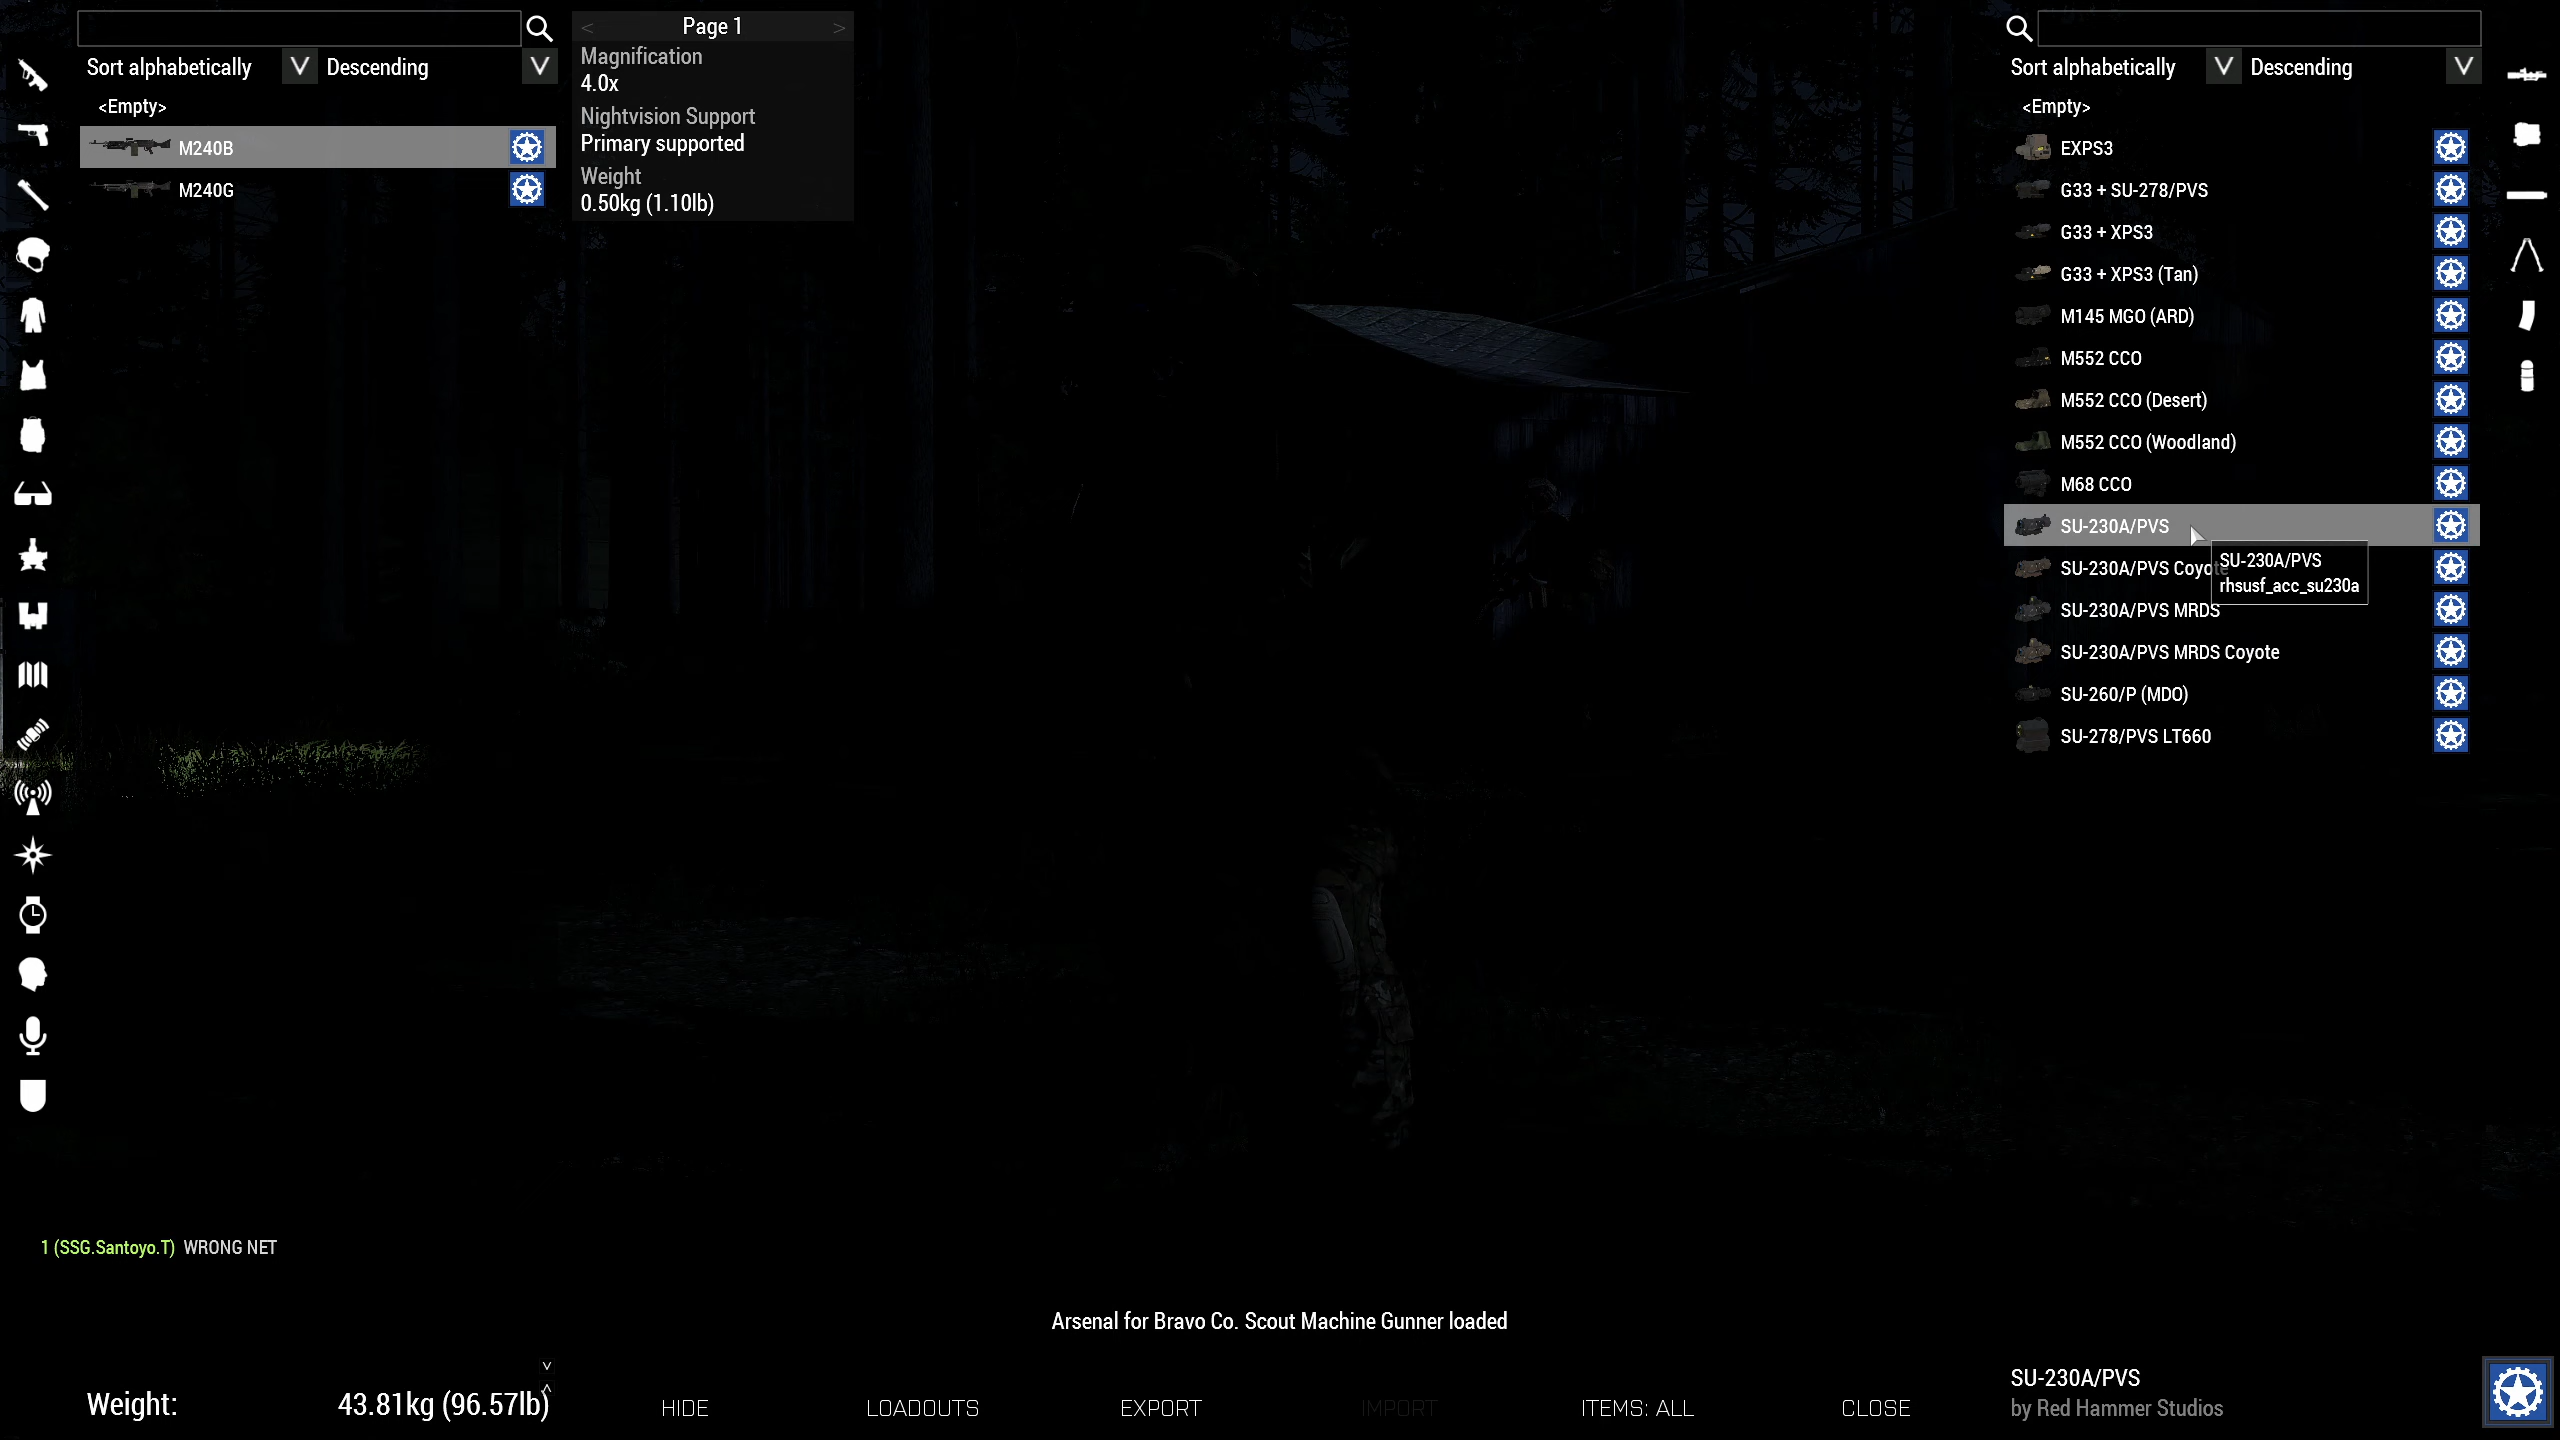 Sort alphabetically V Descending V
<Empty>
M240B
M240G
< Page 1 >
Magnification
4.0x
Nightvision Support
Primary supported
Weight
0.50kg (1.10lb)
Sort alphabetically V Descending V
<Empty>
EXPS3
G33 + SU-278/PVS
G33 + XPS3
G33 + XPS3 (Tan)
M145 MGO (ARD)
M552 CCO
M552 CCO (Desert)
M552 CCO (Woodland)
M68 CCO
SU-230A/PVS
SU-230A/PVS Coyote
SU-230A/PVS
rhsusf_acc_su230a
SU-230A/PVS MRDS
SU-230A/PVS MRDS Coyote
SU-260/P (MDO)
SU-278/PVS LT660
1 (SSG.Santoyo.T) WRONG NET
Arsenal for Bravo Co. Scout Machine Gunner loaded
Weight: 43.81kg (96.57lb)
HIDE LOADOUTS EXPORT IMPORT ITEMS: ALL CLOSE
SU-230A/PVS
by Red Hammer Studios